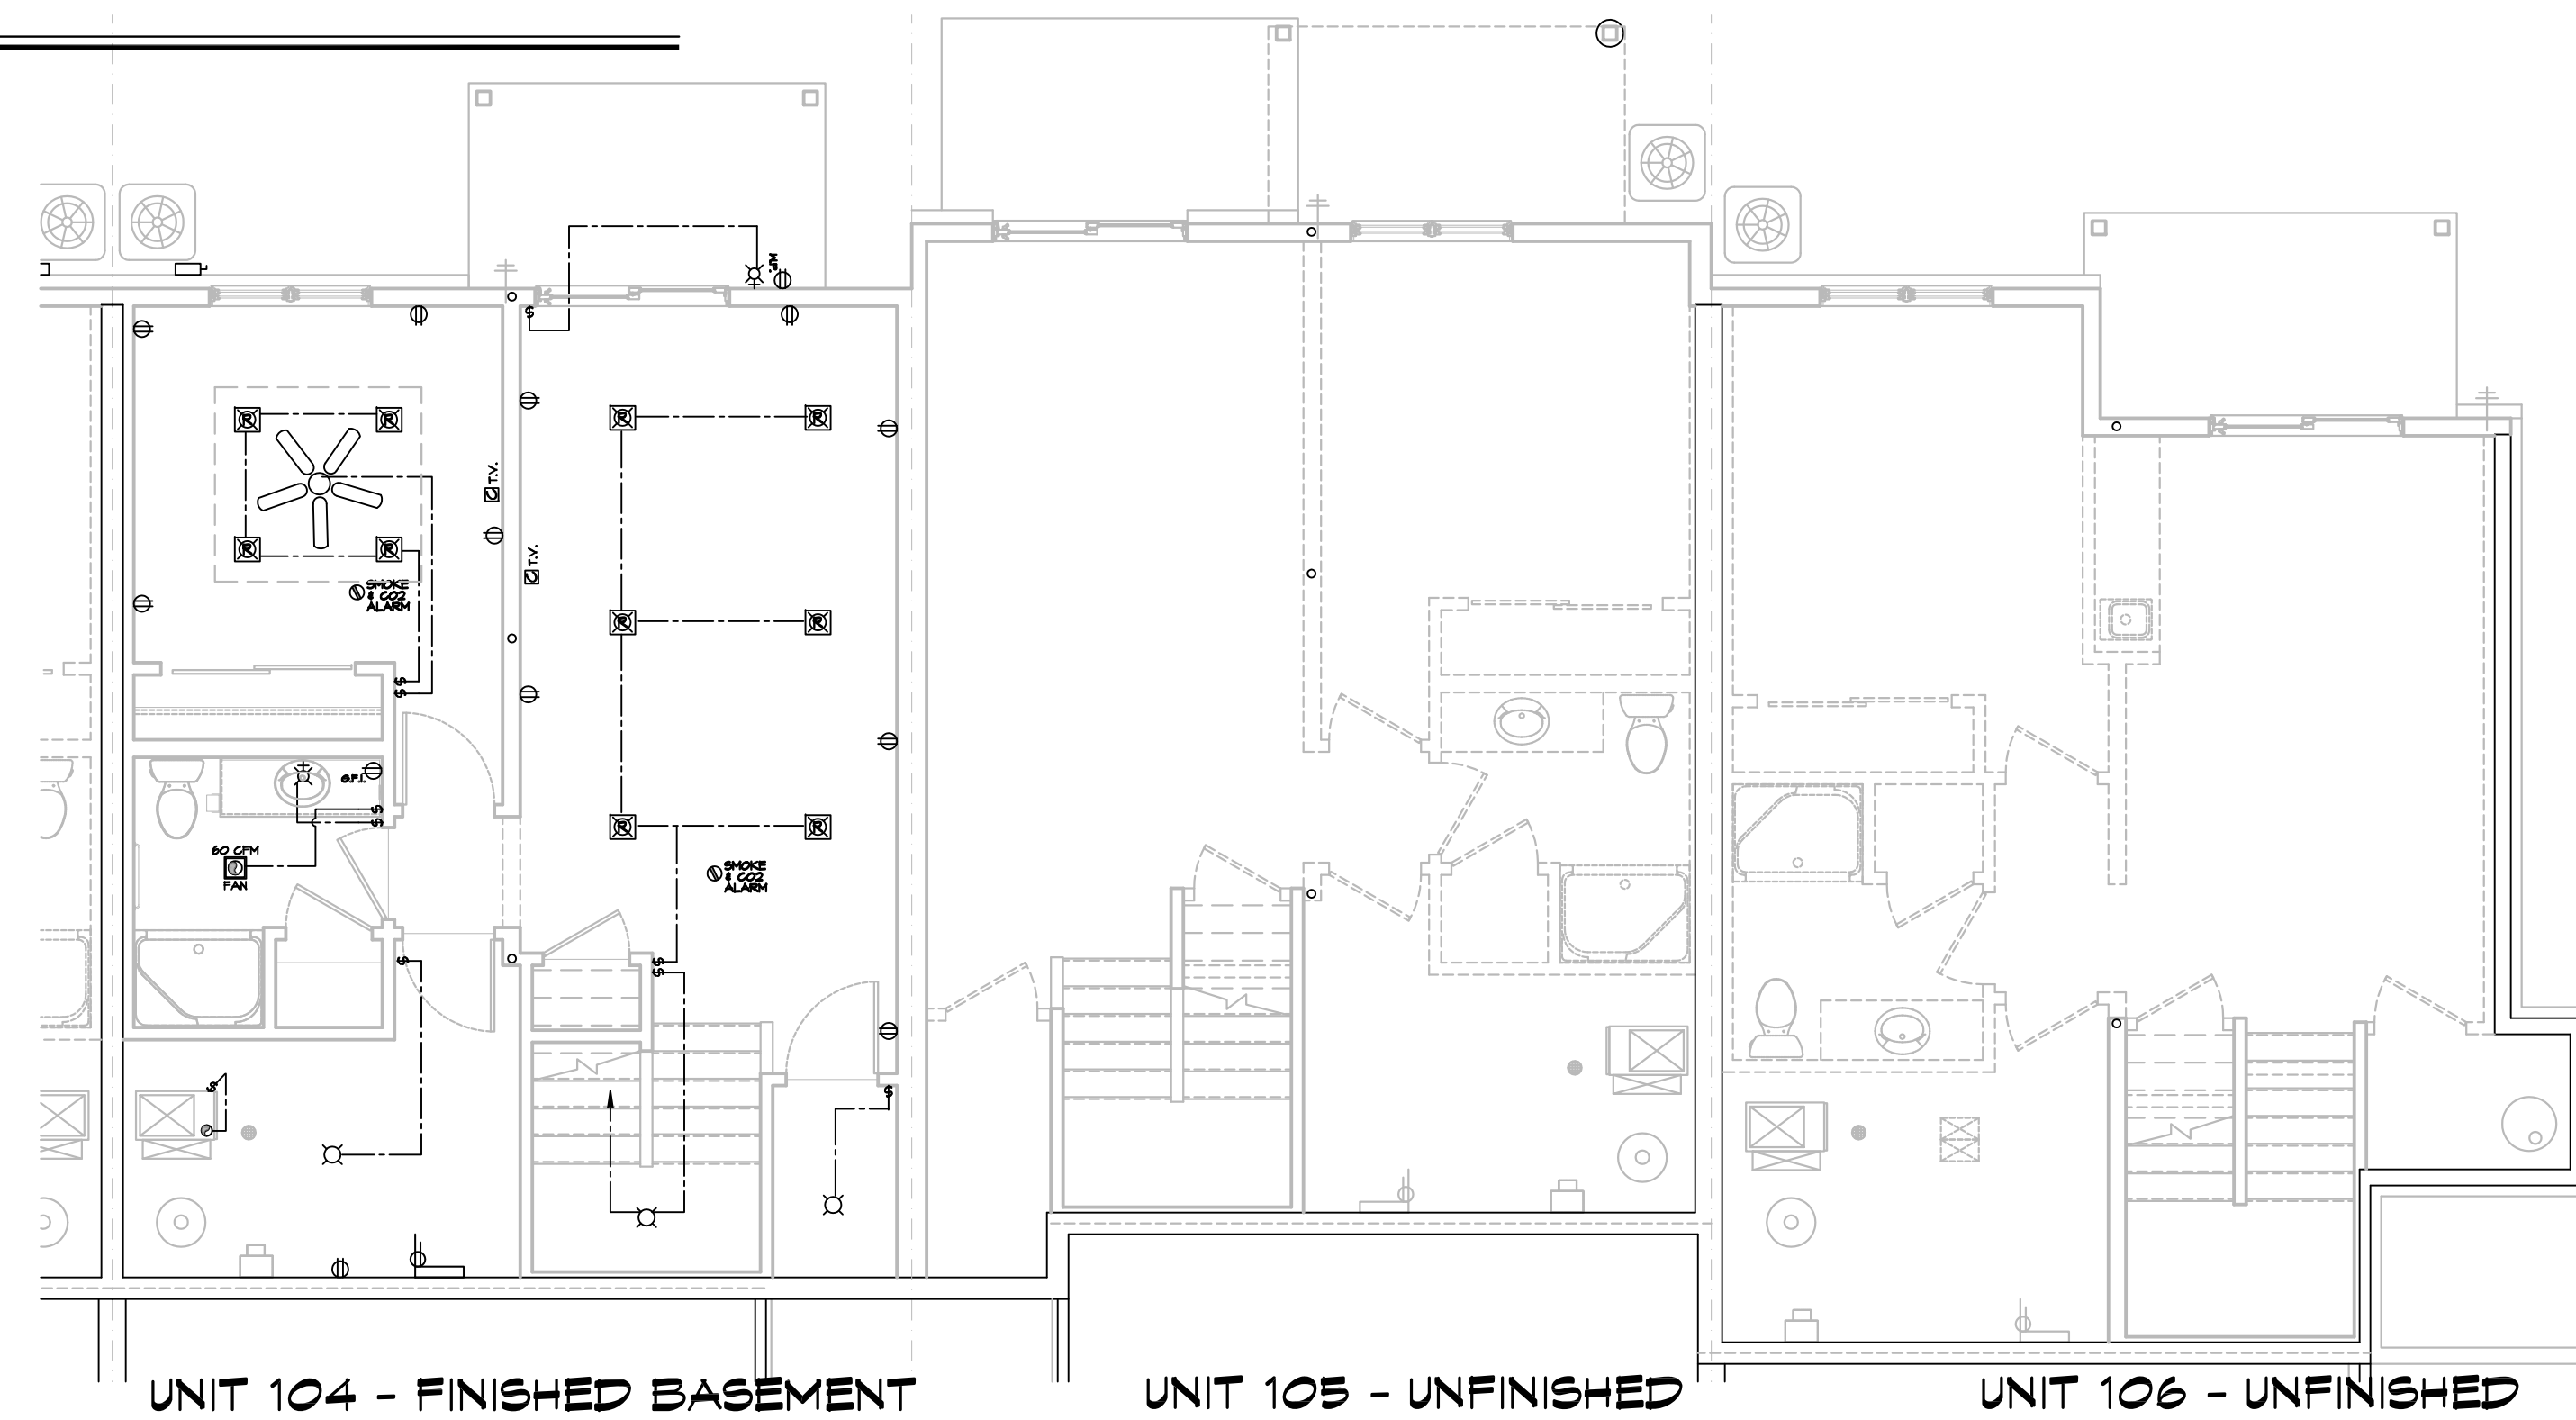 W.P.
T.V.
T.V.
R R R R
R R R R
SMOKE
& CO2
ALARM
R R
G.F.I.
60 CFM
FAN
SMOKE
& CO2
ALARM
UNIT 104 - FINISHED BASEMENT
UNIT 105 - UNFINISHED
UNIT 106 - UNFINISHED